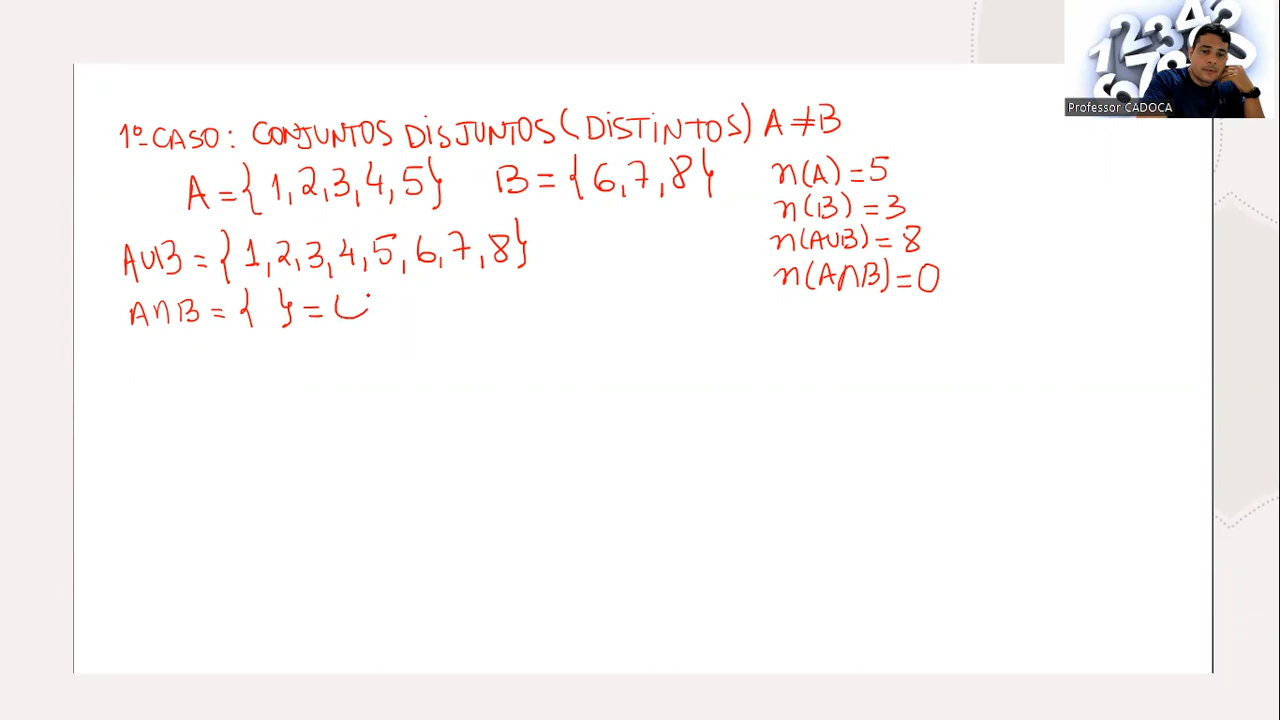 1º CASO: CONJUNTOS DISJUNTOS (DISTINTOS) A ≠ B
A = {1, 2, 3, 4, 5} B = {6, 7, 8}
A∪B = {1, 2, 3, 4, 5, 6, 7, 8}
A∩B = { } =
n(A) = 5
n(B) = 3
n(A∪B) = 8
n(A∩B) = 0
Professor CADOCA